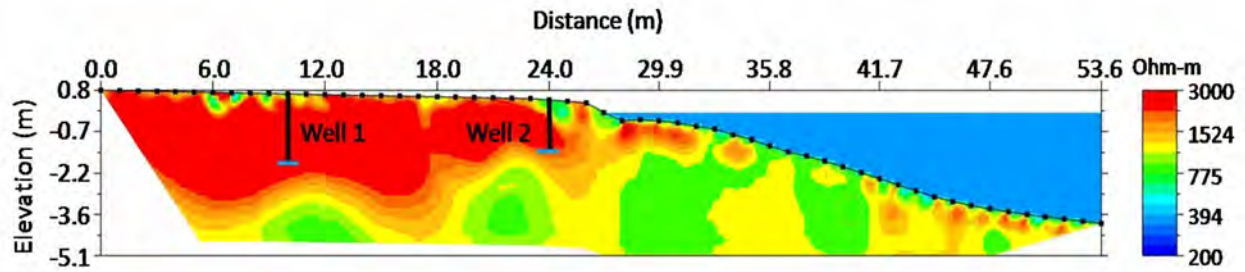 Distance (m)
0.0 6.0 12.0 18.0 24.0 29.9 35.8 41.7 47.6 53.6 Ohm-m
Elevation (m)
0.8
-0.7
-2.2
-3.6
-5.1
Well 1
Well 2
3000
1524
775
394
200